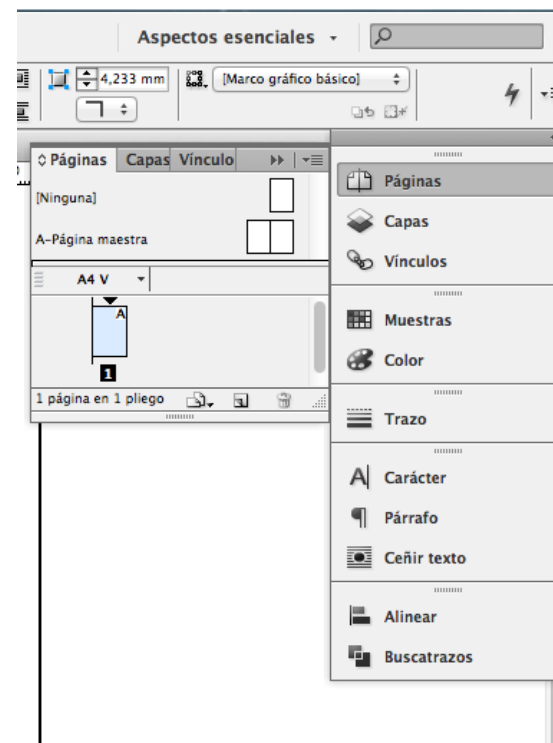 Aspectos esenciales
4,233 mm
[Marco gráfico básico]
Páginas Capas Vínculo
[Ninguna]
A-Página maestra
A4 V
A
1
1 página en 1 pliego
Páginas
Capas
Vínculos
Muestras
Color
Trazo
Carácter
Párrafo
Ceñir texto
Alinear
Buscatrazos